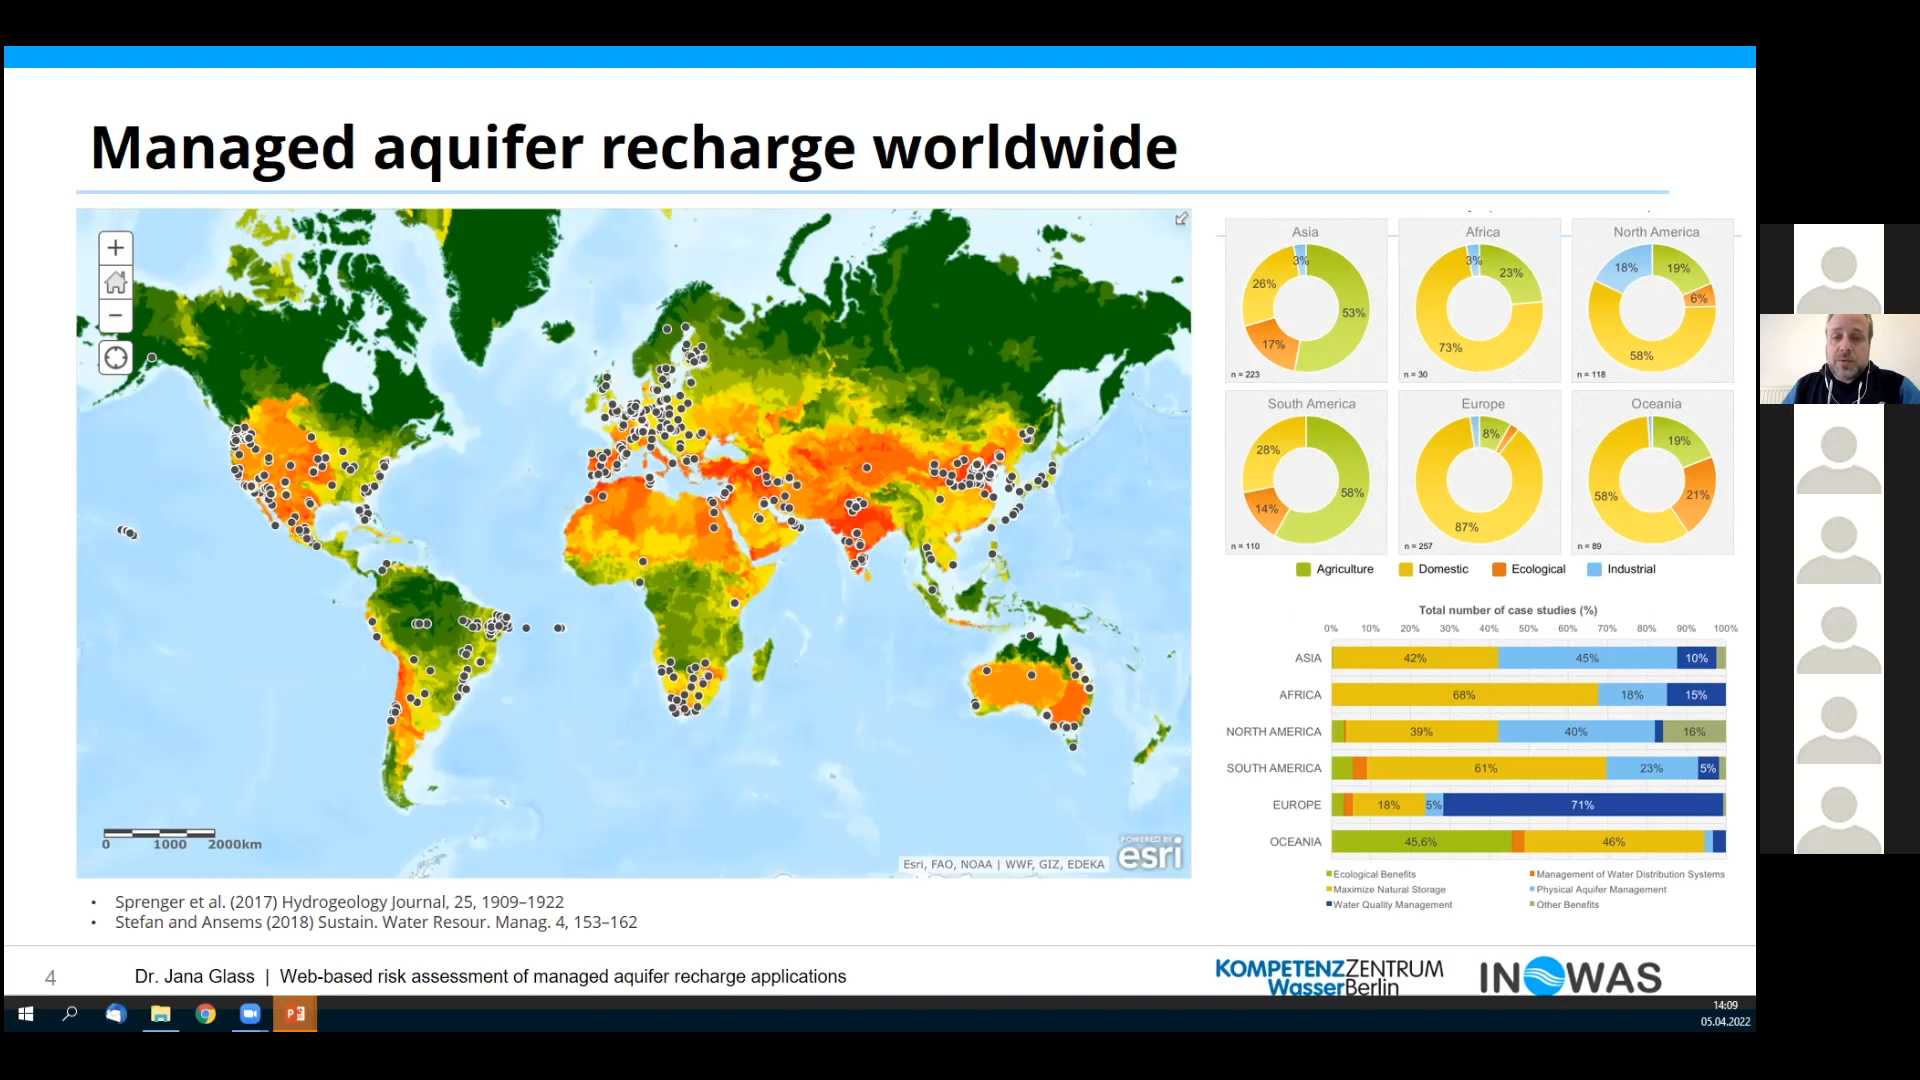 Managed aquifer recharge worldwide
+
−
0 1000 2000km
Esri, FAO, NOAA | WWF, GIZ, EDEKA
POWERED BY
esri
Asia
3%
26%
53%
17%
n = 223
Africa
3%
23%
73%
n = 30
North America
18%
19%
6%
58%
n = 118
South America
28%
58%
14%
n = 110
Europe
8%
87%
n = 257
Oceania
19%
58%
21%
n = 89
Agriculture Domestic Ecological Industrial
Total number of case studies (%)
0% 10% 20% 30% 40% 50% 60% 70% 80% 90% 100%
ASIA 42% 45% 10%
AFRICA 68% 18% 15%
NORTH AMERICA 39% 40% 16%
SOUTH AMERICA 61% 23% 5%
EUROPE 18% 5% 71%
OCEANIA 45,6% 46%
Ecological Benefits Management of Water Distribution Systems
Maximize Natural Storage Physical Aquifer Management
Water Quality Management Other Benefits
• Sprenger et al. (2017) Hydrogeology Journal, 25, 1909–1922
• Stefan and Ansems (2018) Sustain. Water Resour. Manag. 4, 153–162
4 Dr. Jana Glass | Web-based risk assessment of managed aquifer recharge applications
KOMPETENZZENTRUM
WasserBerlin
INOWAS
14:09
05.04.2022